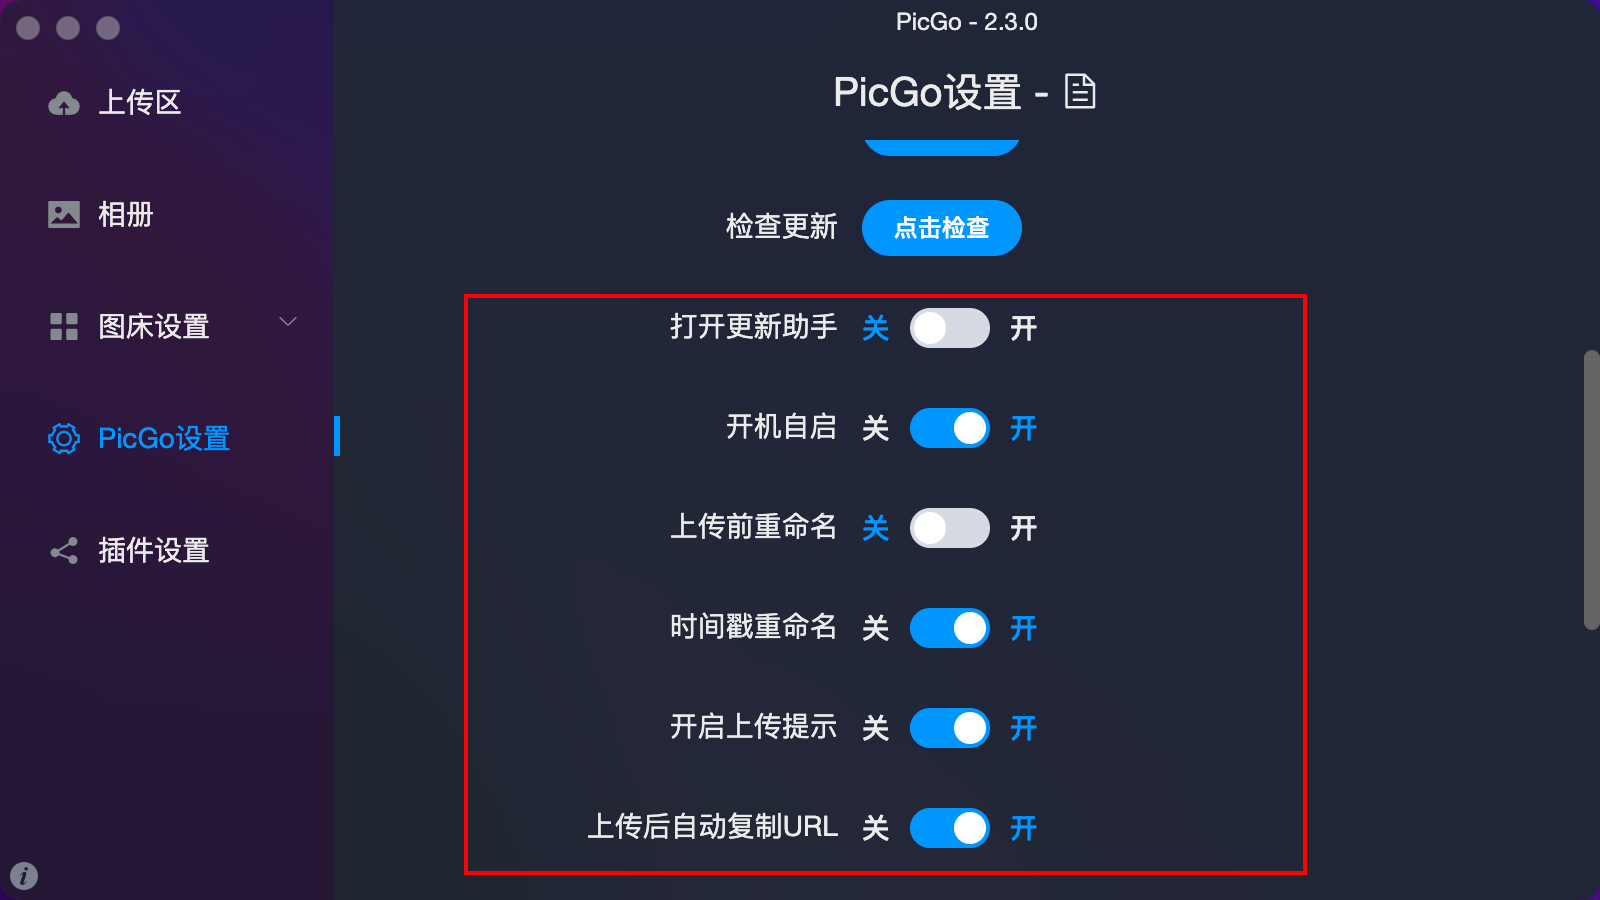 PicGo - 2.3.0
上传区
相册
图床设置
PicGo设置
插件设置
PicGo设置 -
检查更新 点击检查
打开更新助手 关 开
开机自启 关 开
上传前重命名 关 开
时间戳重命名 关 开
开启上传提示 关 开
上传后自动复制URL 关 开